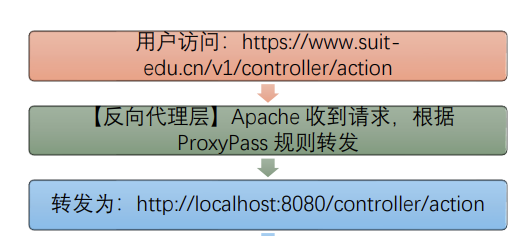 用户访问：https://www.suit-
edu.cn/v1/controller/action
【反向代理层】Apache 收到请求，根据
ProxyPass 规则转发
转发为：http://localhost:8080/controller/action